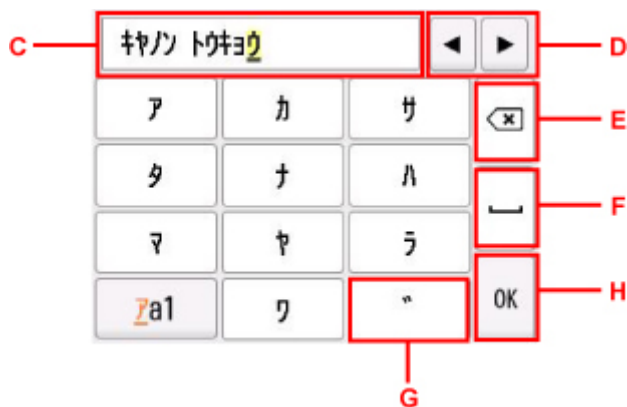 C ｷﾔﾉﾝ ﾄｳｷｮｳ ◀ ▶ D
ｱ ｶ ｻ E
ﾀ ﾅ ﾊ F
ﾏ ﾔ ﾗ
ｱa1 ﾜ ﾞ OK H
G